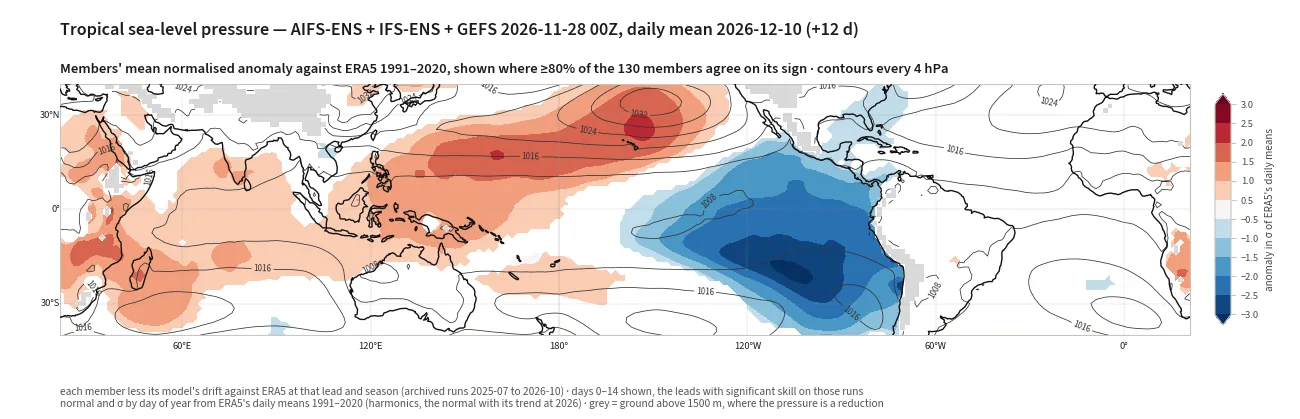 Tropical sea-level pressure — AIFS-ENS + IFS-ENS + GEFS 2026-11-28 00Z, daily mean 2026-12-10 (+12 d)
Members' mean normalised anomaly against ERA5 1991–2020, shown where ≥80% of the 130 members agree on its sign · contours every 4 hPa
1024
1016
1016
1024
30°N
1024
1016
1016
1016
1016
0°
1008
1016
1008
1016
1008
30°S
1016
1016
1016
60°E
120°E
180°
120°W
60°W
0°
3.0
2.5
2.0
1.5
1.0
0.5
−0.5
−1.0
−1.5
−2.0
−2.5
−3.0
anomaly in σ of ERA5's daily means
each member less its model's drift against ERA5 at that lead and season (archived runs 2025-07 to 2026-10) · days 0–14 shown, the leads with significant skill on those runs
normal and σ by day of year from ERA5's daily means 1991–2020 (harmonics, the normal with its trend at 2026) · grey = ground above 1500 m, where the pressure is a reduction